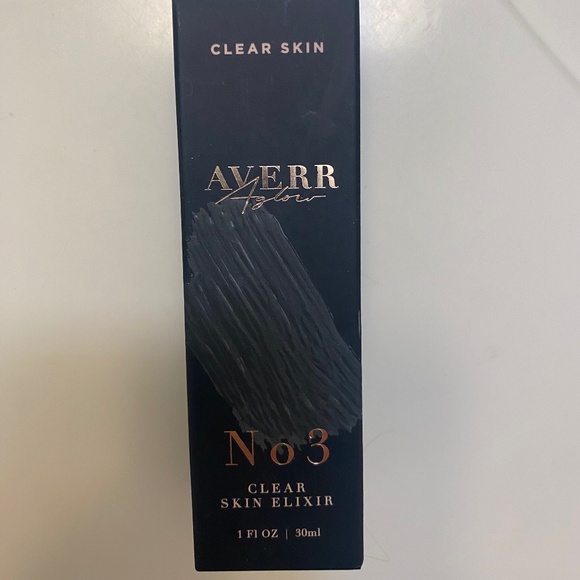 CLEAR SKIN
AVERR
Aglow
No3
CLEAR
SKIN ELIXIR
1 Fl OZ | 30ml